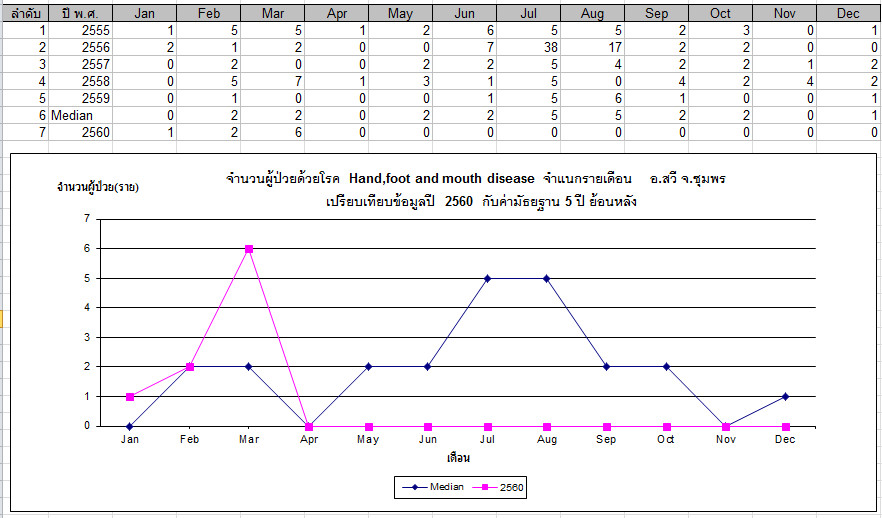 ลำดับ ปี พ.ศ. Jan Feb Mar Apr May Jun Jul Aug Sep Oct Nov Dec
1 2555 1 5 5 1 2 6 5 5 2 3 0 1
2 2556 2 1 2 0 0 7 38 17 2 2 0 0
3 2557 0 2 0 0 2 2 5 4 2 2 1 2
4 2558 0 5 7 1 3 1 5 0 4 2 4 2
5 2559 0 1 0 0 0 1 5 6 1 0 0 1
6 Median 0 2 2 0 2 2 5 5 2 2 0 1
7 2560 1 2 6 0 0 0 0 0 0 0 0 0
จำนวนผู้ป่วยด้วยโรค Hand,foot and mouth disease จำแนกรายเดือน อ.สวี จ.ชุมพร
จำนวนผู้ป่วย(ราย)
เปรียบเทียบข้อมูลปี 2560 กับค่ามัธยฐาน 5 ปี ย้อนหลัง
7
6
5
4
3
2
1
0
Jan Feb Mar Apr May Jun Jul Aug Sep Oct Nov Dec
เดือน
Median 2560